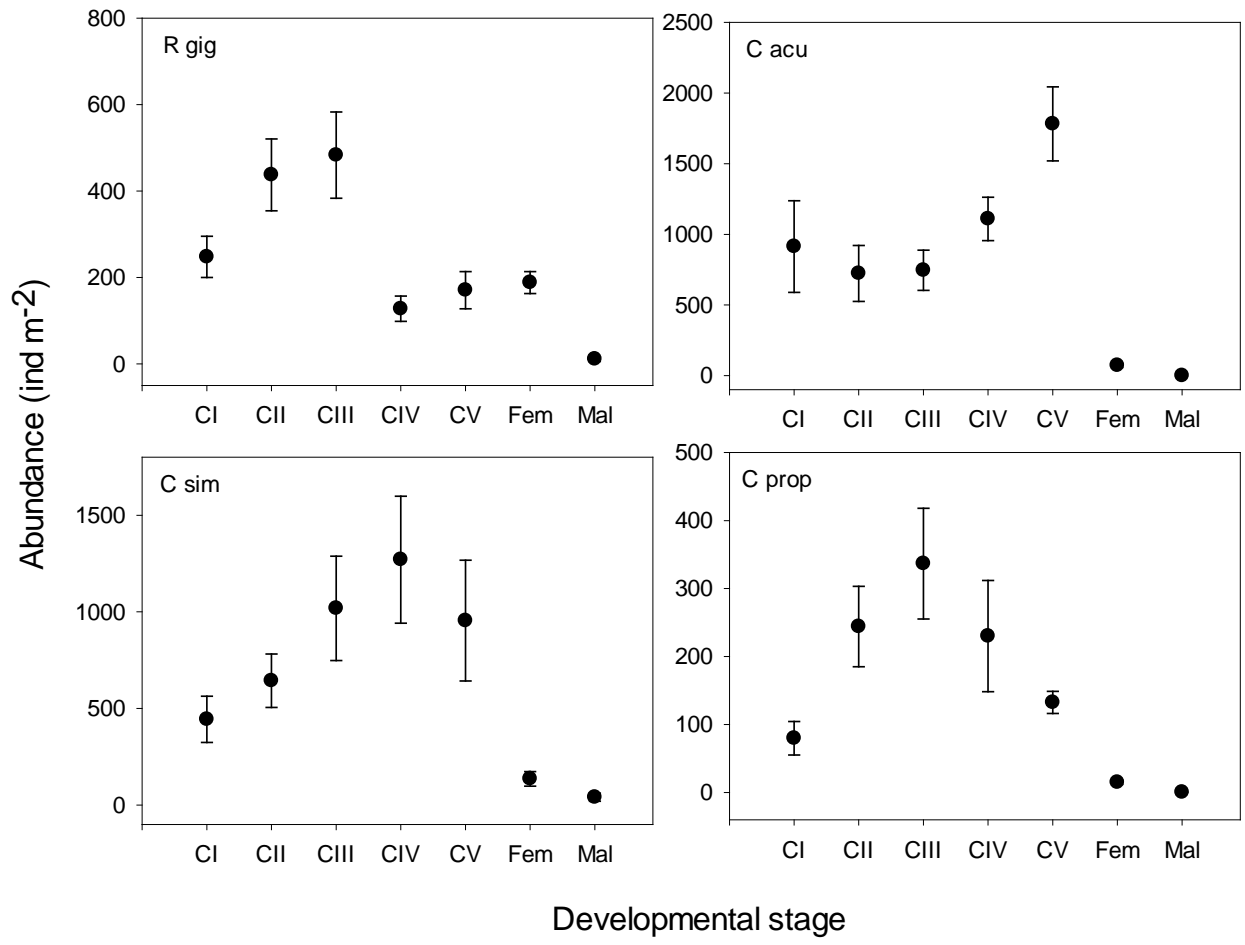 800
600
400
200
0
R gig
CI CII CIII CIV CV Fem Mal
2500
2000
1500
1000
500
0
C acu
CI CII CIII CIV CV Fem Mal
1500
1000
500
0
C sim
CI CII CIII CIV CV Fem Mal
500
400
300
200
100
0
C prop
CI CII CIII CIV CV Fem Mal
Abundance (ind m-2)
Developmental stage